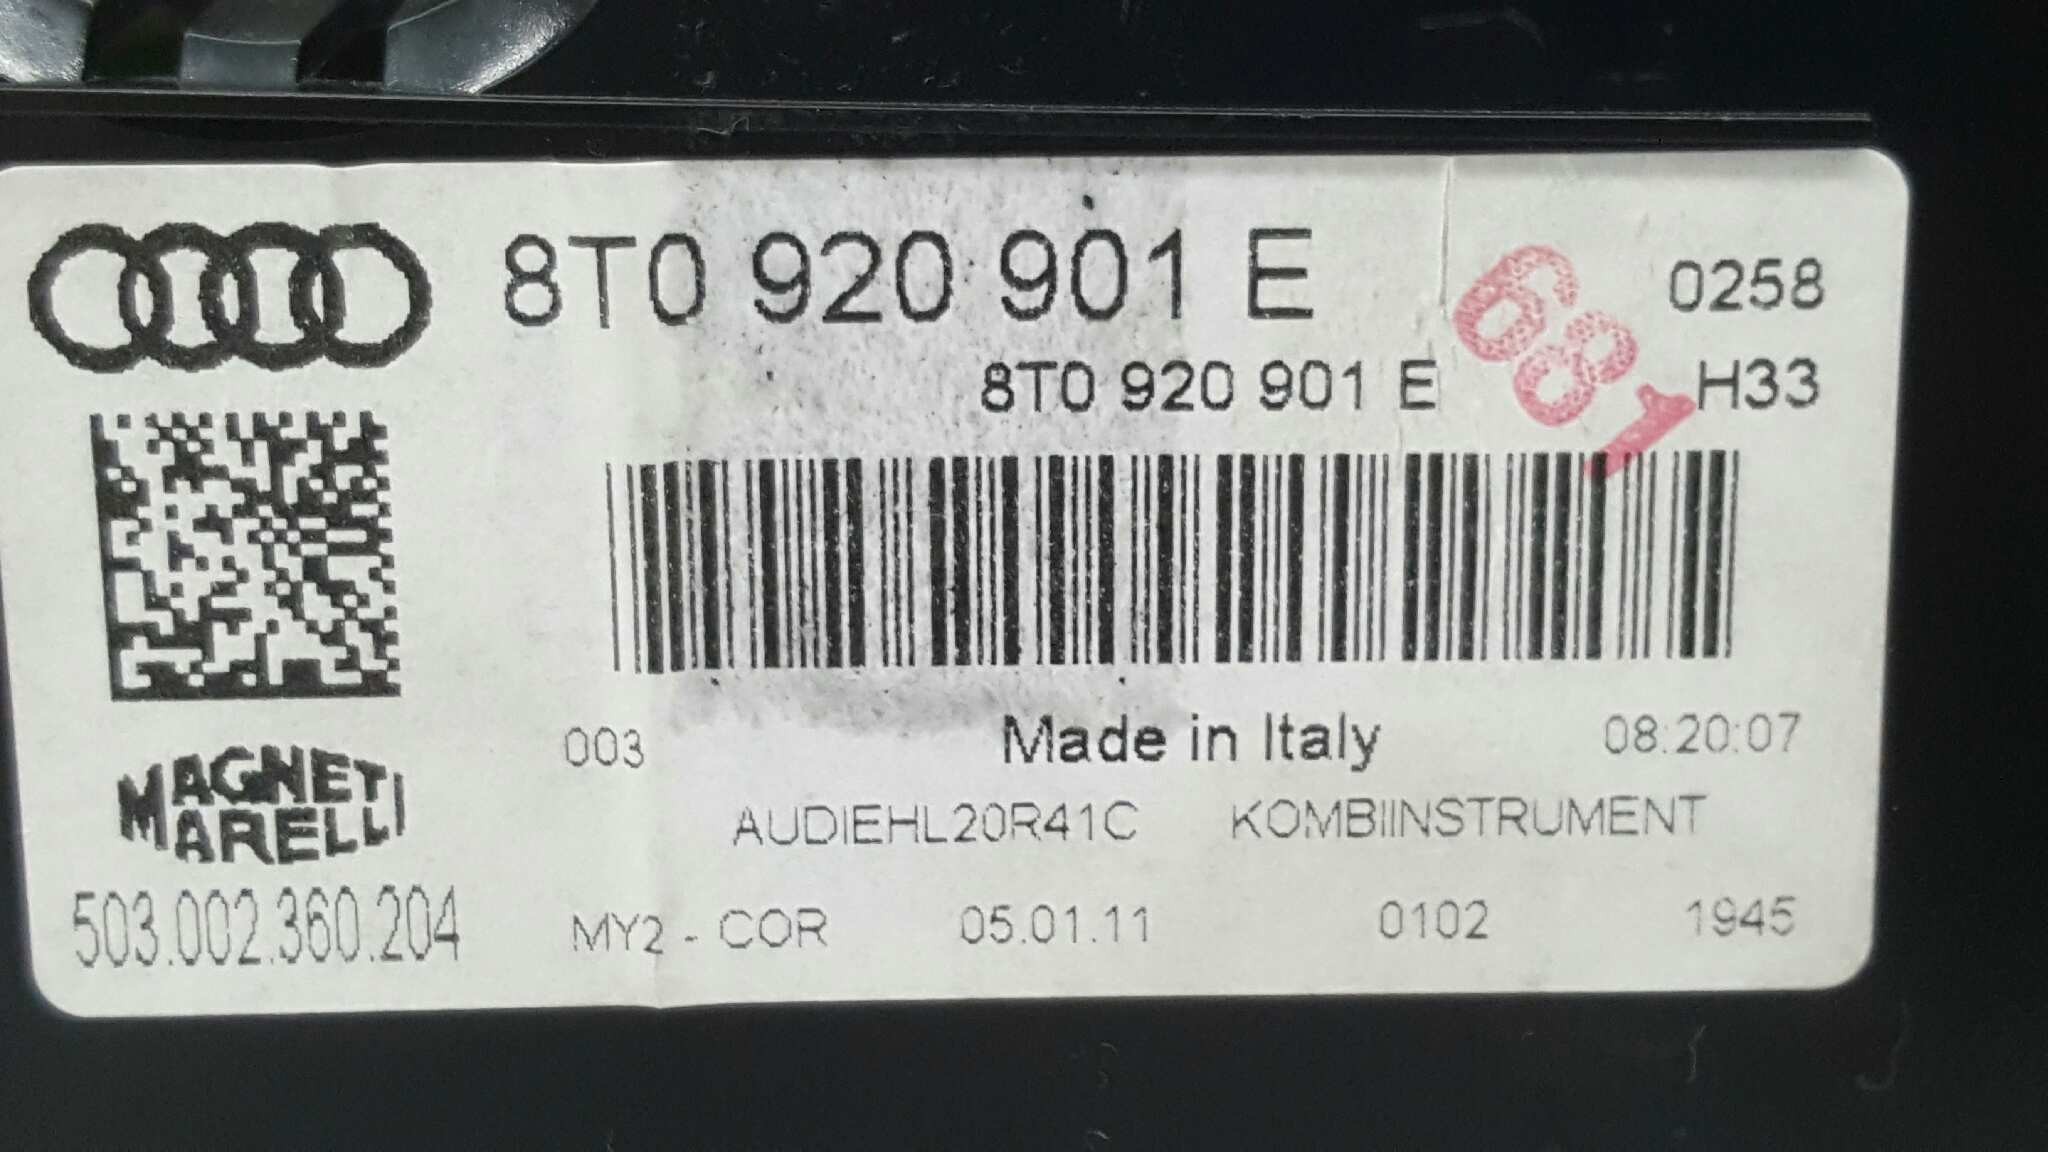 8T0 920 901 E 0258
8T0 920 901 E H33
681
003 Made in Italy 08:20:07
MAGNETI
MARELLI
AUDIEHL20R41C KOMBIINSTRUMENT
503.002.360.204 MY2 - COR 05.01.11 0102 1945